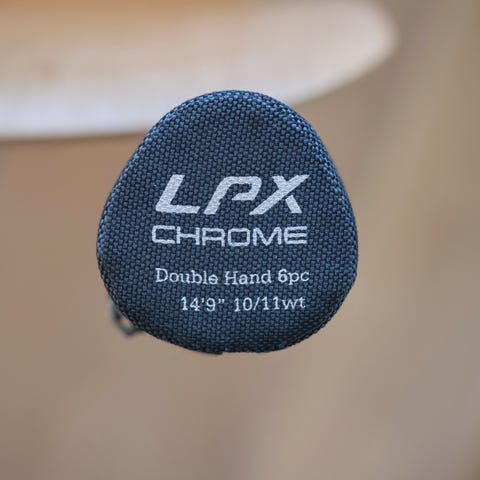 LPX
CHROME
Double Hand 6pc
14'9" 10/11wt